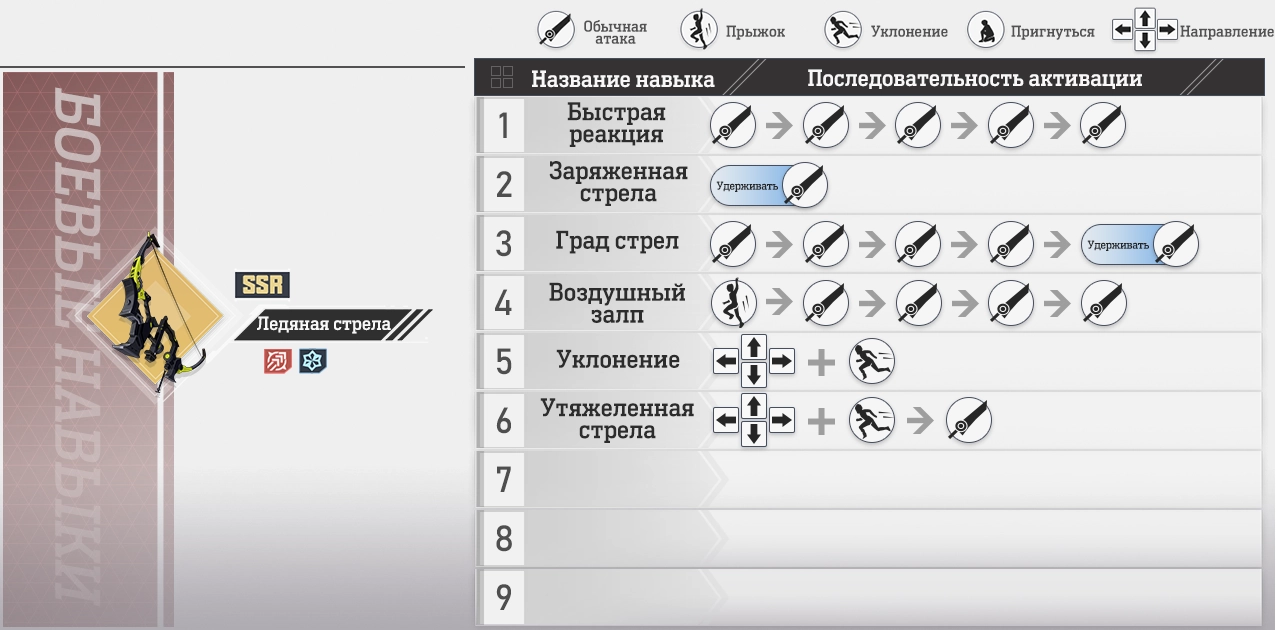 Обычная
атака
Прыжок
Уклонение
Пригнуться
Направление
Название навыка
Последовательность активации
БОЕВЫЕ НАВЫКИ
SSR
Ледяная стрела
1
Быстрая
реакция
2
Заряженная
стрела
Удерживать
3
Град стрел
Удерживать
4
Воздушный
залп
5
Уклонение
6
Утяжеленная
стрела
7
8
9